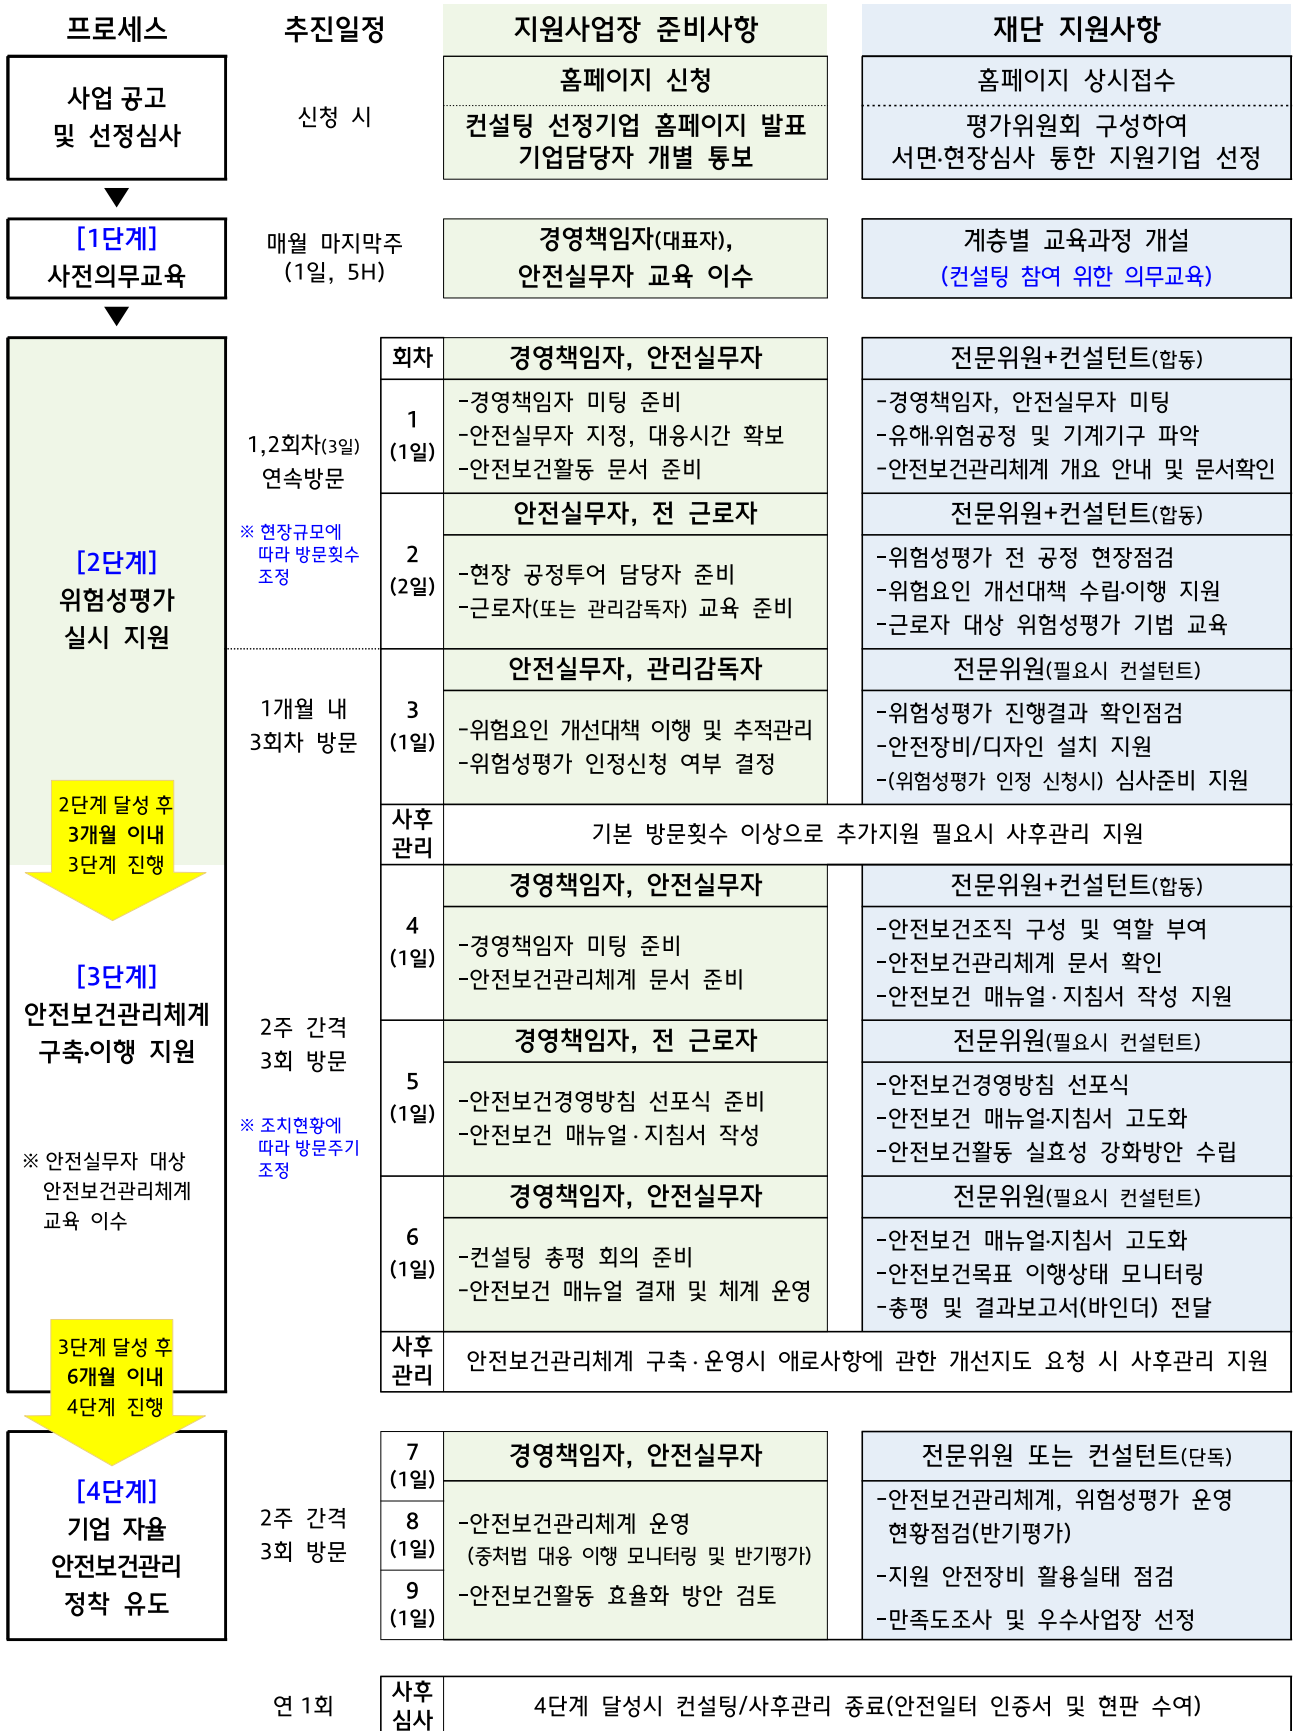 프로세스
추진일정
지원사업장 준비사항
재단 지원사항
사업 공고
및 선정심사
신청 시
홈페이지 신청
컨설팅 선정기업 홈페이지 발표
기업담당자 개별 통보
홈페이지 상시접수
평가위원회 구성하여
서면·현장심사 통한 지원기업 선정
[1단계]
사전의무교육
매월 마지막주
(1일, 5H)
경영책임자(대표자),
안전실무자 교육 이수
계층별 교육과정 개설
(컨설팅 참여 위한 의무교육)
[2단계]
위험성평가
실시 지원
1,2회차(3일)
연속방문
※ 현장규모에
따라 방문횟수
조정
회차
경영책임자, 안전실무자
전문위원+컨설턴트(합동)
1
(1일)
-경영책임자 미팅 준비
-안전실무자 지정, 대응시간 확보
-안전보건활동 문서 준비
-경영책임자, 안전실무자 미팅
-유해·위험공정 및 기계기구 파악
-안전보건관리체계 개요 안내 및 문서확인
2
(2일)
안전실무자, 전 근로자
-현장 공정투어 담당자 준비
-근로자(또는 관리감독자) 교육 준비
전문위원+컨설턴트(합동)
-위험성평가 전 공정 현장점검
-위험요인 개선대책 수립·이행 지원
-근로자 대상 위험성평가 기법 교육
1개월 내
3회차 방문
3
(1일)
안전실무자, 관리감독자
-위험요인 개선대책 이행 및 추적관리
-위험성평가 인정신청 여부 결정
전문위원(필요시 컨설턴트)
-위험성평가 진행결과 확인점검
-안전장비/디자인 설치 지원
-(위험성평가 인정 신청시) 심사준비 지원
사후
관리
기본 방문횟수 이상으로 추가지원 필요시 사후관리 지원
2단계 달성 후
3개월 이내
3단계 진행
[3단계]
안전보건관리체계
구축·이행 지원
※ 안전실무자 대상
안전보건관리체계
교육 이수
2주 간격
3회 방문
※ 조치현황에
따라 방문주기
조정
4
(1일)
경영책임자, 안전실무자
-경영책임자 미팅 준비
-안전보건관리체계 문서 준비
전문위원+컨설턴트(합동)
-안전보건조직 구성 및 역할 부여
-안전보건관리체계 문서 확인
-안전보건 매뉴얼·지침서 작성 지원
5
(1일)
경영책임자, 전 근로자
-안전보건경영방침 선포식 준비
-안전보건 매뉴얼·지침서 작성
전문위원(필요시 컨설턴트)
-안전보건경영방침 선포식
-안전보건 매뉴얼·지침서 고도화
-안전보건활동 실효성 강화방안 수립
6
(1일)
경영책임자, 안전실무자
-컨설팅 총평 회의 준비
-안전보건 매뉴얼 결재 및 체계 운영
전문위원(필요시 컨설턴트)
-안전보건 매뉴얼·지침서 고도화
-안전보건목표 이행상태 모니터링
-총평 및 결과보고서(바인더) 전달
사후
관리
안전보건관리체계 구축·운영시 애로사항에 관한 개선지도 요청 시 사후관리 지원
3단계 달성 후
6개월 이내
4단계 진행
[4단계]
기업 자율
안전보건관리
정착 유도
2주 간격
3회 방문
7
(1일)
8
(1일)
9
(1일)
경영책임자, 안전실무자
-안전보건관리체계 운영
(중처법 대응 이행 모니터링 및 반기평가)
-안전보건활동 효율화 방안 검토
전문위원 또는 컨설턴트(단독)
-안전보건관리체계, 위험성평가 운영
현황점검(반기평가)
-지원 안전장비 활용실태 점검
-만족도조사 및 우수사업장 선정
연 1회
사후
심사
4단계 달성시 컨설팅/사후관리 종료(안전일터 인증서 및 현판 수여)